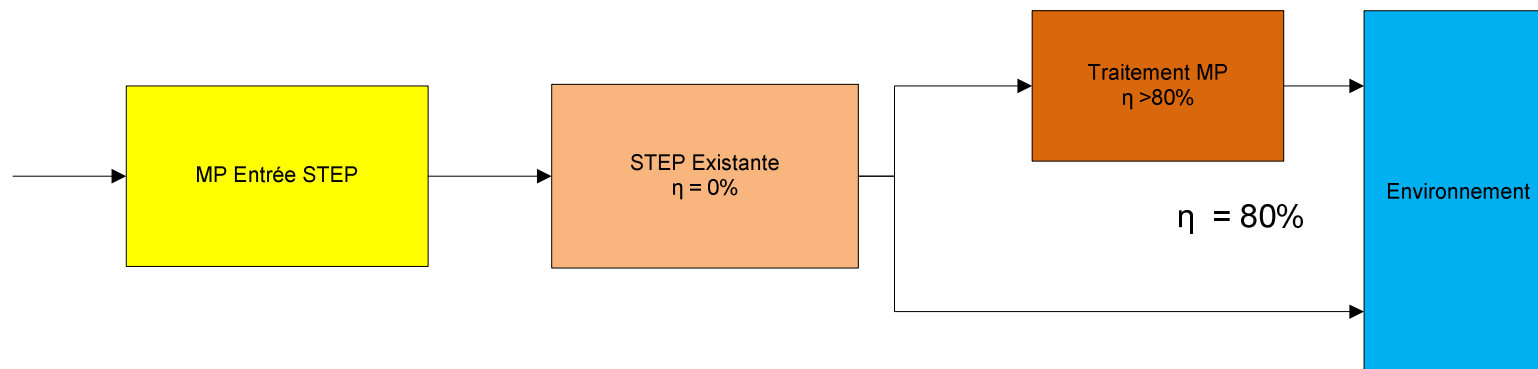 MP Entrée STEP
STEP Existante
η = 0%
Traitement MP
η >80%
η = 80%
Environnement